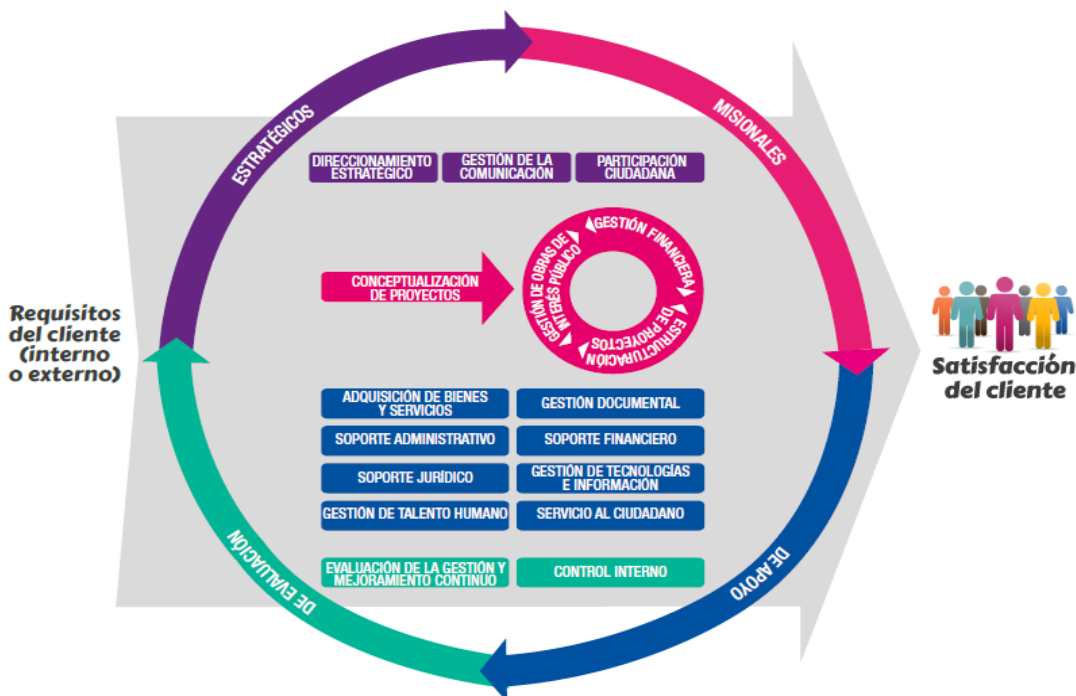 ESTRATÉGICOS
MISIONALES
DIRECCIONAMIENTO
ESTRATÉGICO
GESTIÓN DE LA
COMUNICACIÓN
PARTICIPACIÓN
CIUDADANA
Requisitos
del cliente
(interno
o externo)
CONCEPTUALIZACIÓN
DE PROYECTOS
GESTIÓN DE OBRAS DE
INTERÉS PÚBLICO
GESTIÓN FINANCIERA
ESTRUCTURACIÓN
DE PROYECTOS
Satisfacción
del cliente
ADQUISICIÓN DE BIENES
Y SERVICIOS
GESTIÓN DOCUMENTAL
SOPORTE ADMINISTRATIVO
SOPORTE FINANCIERO
SOPORTE JURÍDICO
GESTIÓN DE TECNOLOGÍAS
E INFORMACIÓN
GESTIÓN DE TALENTO HUMANO
SERVICIO AL CIUDADANO
EVALUACIÓN DE LA GESTIÓN Y
MEJORAMIENTO CONTINUO
CONTROL INTERNO
DE EVALUACIÓN
DE APOYO